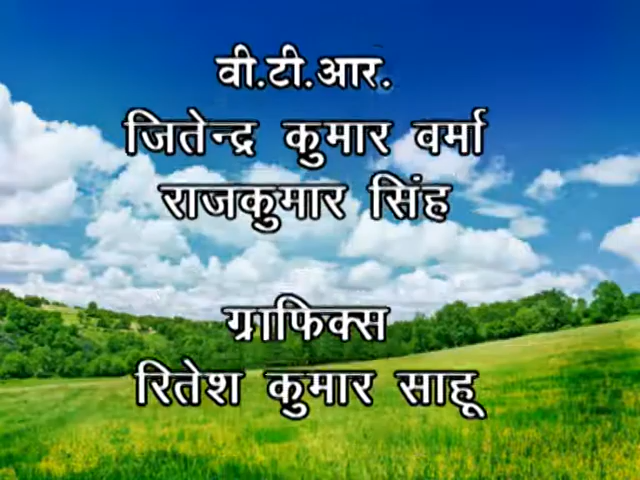 वी.टी.आर.
जितेन्द्र कुमार वर्मा
राजकुमार सिंह
ग्राफिक्स
रितेश कुमार साहू